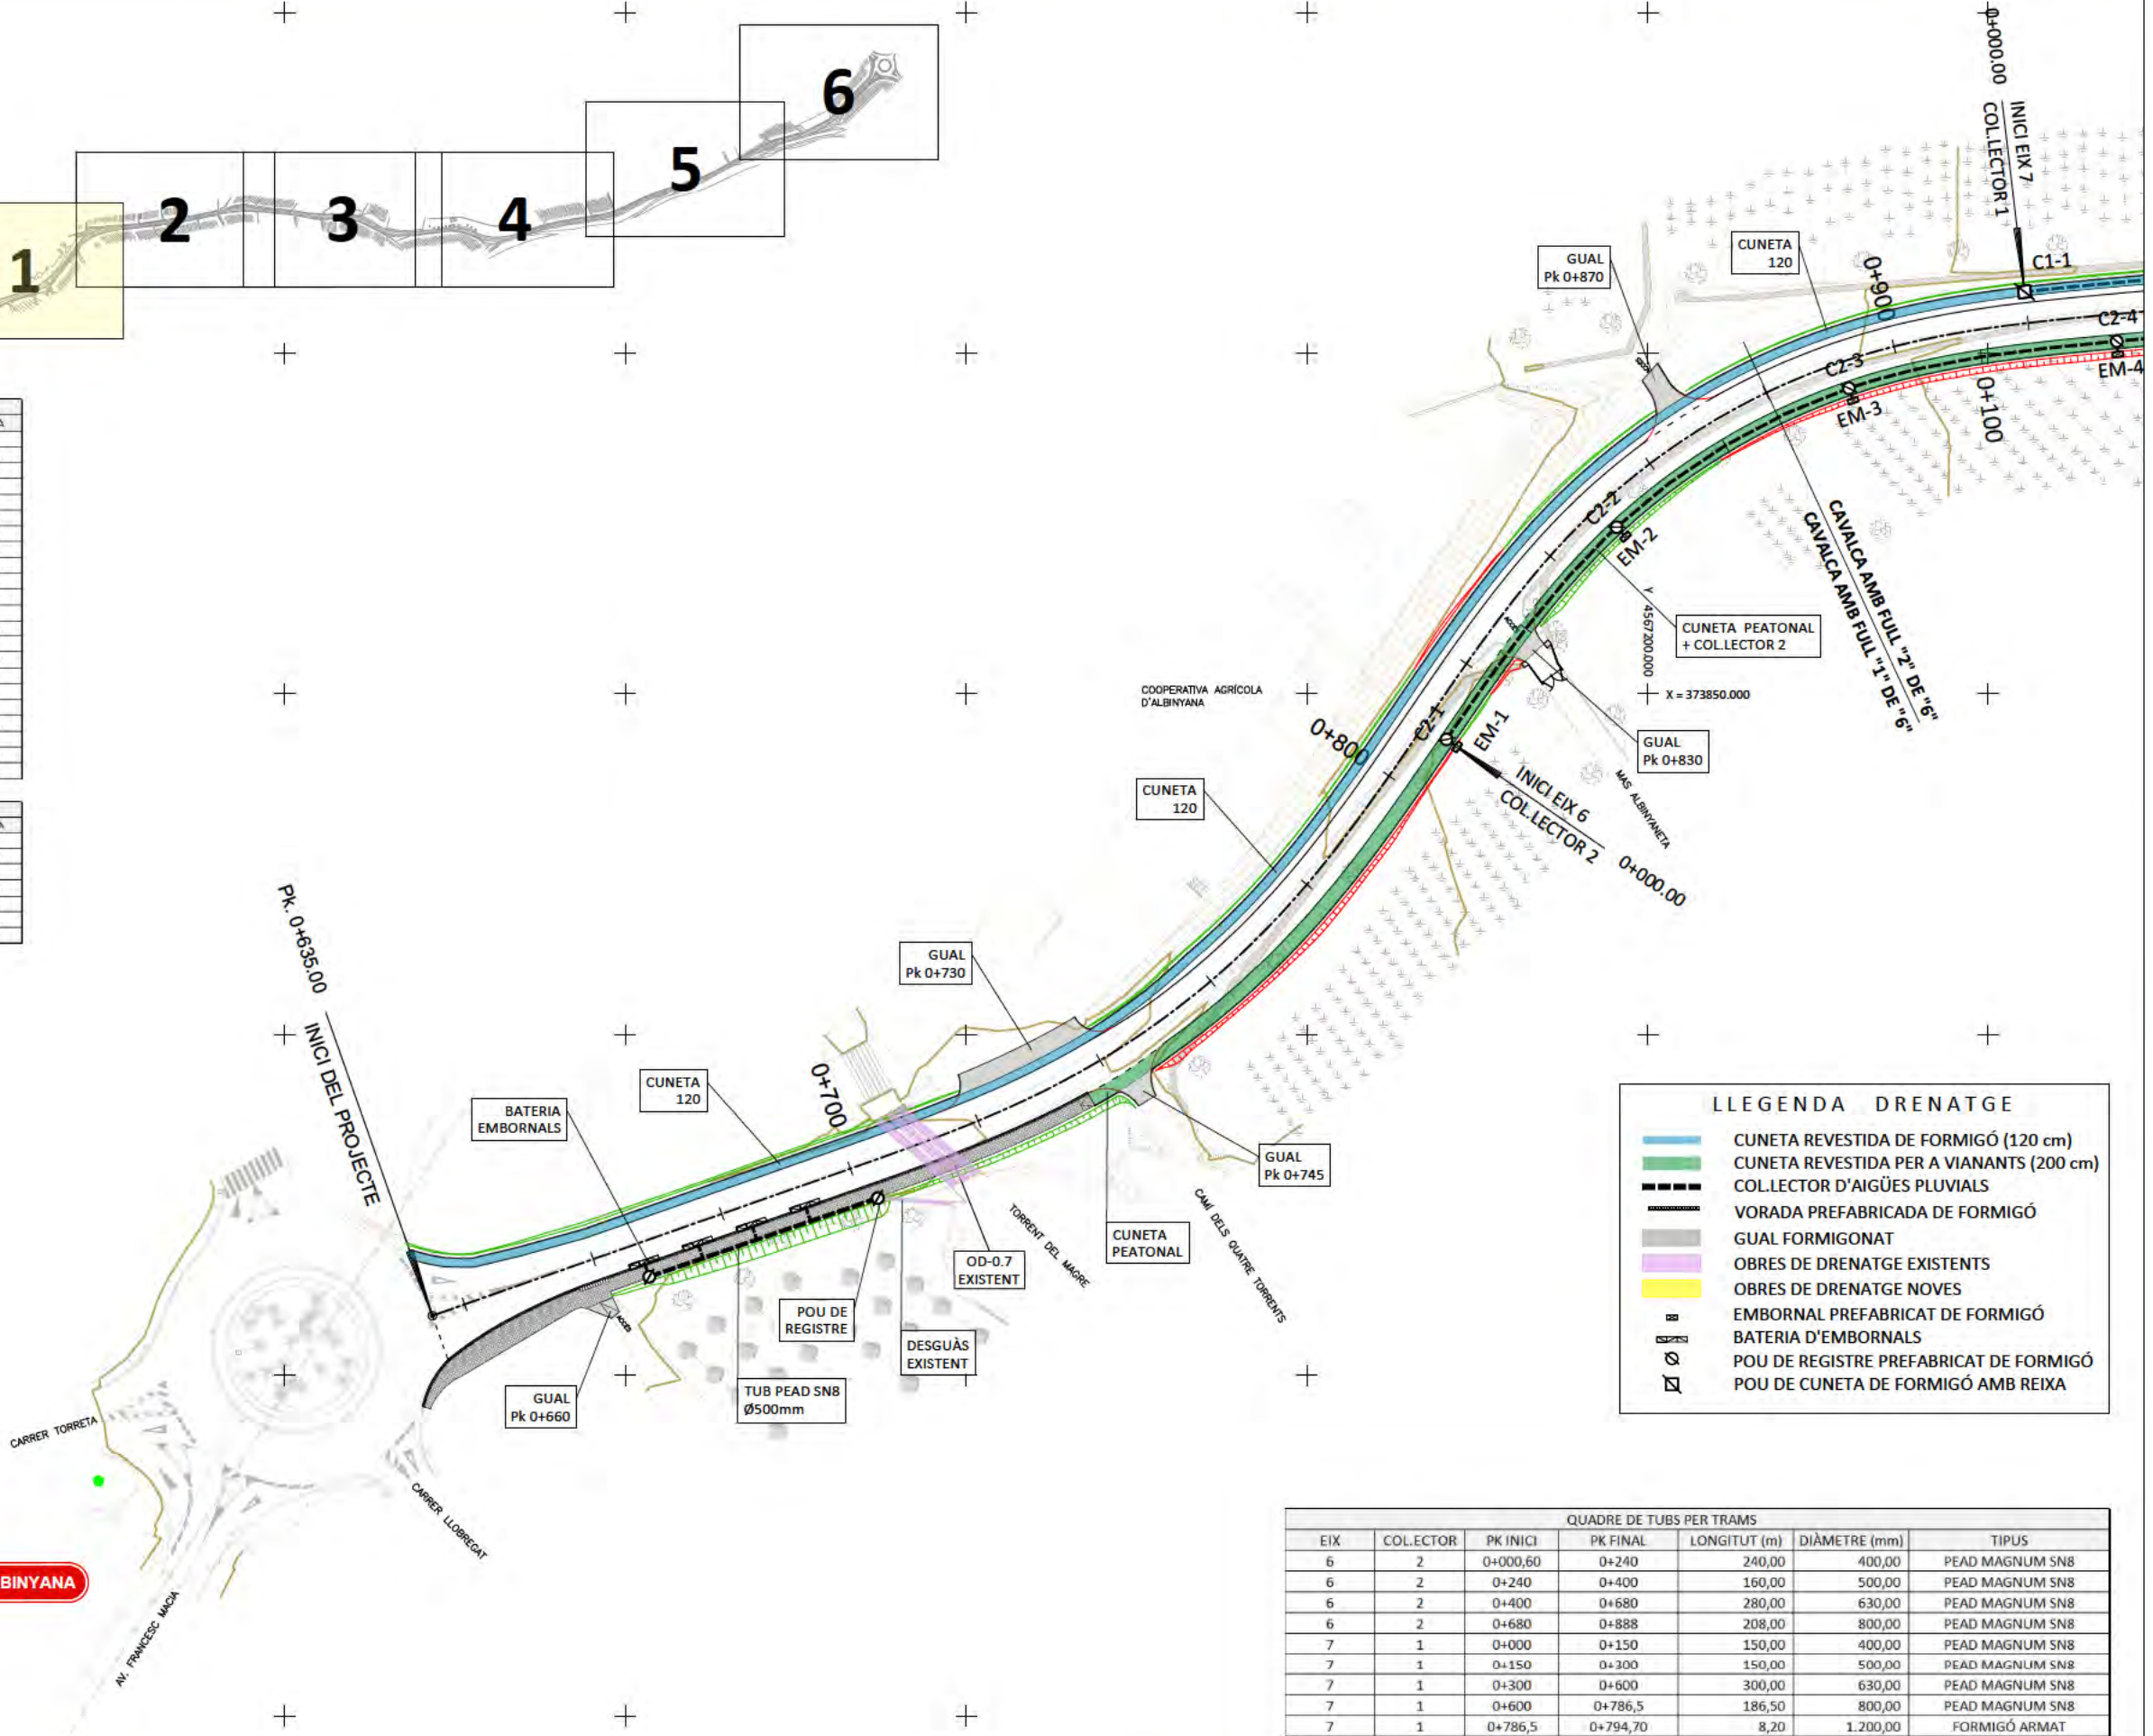 1
2
3
4
5
6
0+000.00
INICI EIX 7
COL.LECTOR 1
GUAL
Pk 0+870
CUNETA
120
0+900
C1-1
C2-4
EM-4
C2-3
EM-3
0+100
C2-2
EM-2
CAVALCA AMB FULL "2" DE "6"
CAVALCA AMB FULL "1" DE "6"
Y 4567200.000
X = 373850.000
CUNETA PEATONAL
+ COL.LECTOR 2
COOPERATIVA AGRÍCOLA
D'ALBINYANA
0+800
C2-1
EM-1
GUAL
Pk 0+830
MAS ALBINYANETA
INICI EIX 6
COL.LECTOR 2
0+000.00
CUNETA
120
Pk. 0+635.00
INICI DEL PROJECTE
GUAL
Pk 0+730
0+700
CUNETA
120
BATERIA
EMBORNALS
GUAL
Pk 0+745
CAMÍ DELS QUATRE TORRENTS
TORRENT DEL MAGRE
CUNETA
PEATONAL
OD-0.7
EXISTENT
POU DE
REGISTRE
DESGUÀS
EXISTENT
TUB PEAD SN8
Ø500mm
GUAL
Pk 0+660
CARRER TORRETA
CARRER LLOBREGAT
AV. FRANCESC MACIA
BINYANA
LLEGENDA DRENATGE
CUNETA REVESTIDA DE FORMIGÓ (120 cm)
CUNETA REVESTIDA PER A VIANANTS (200 cm)
COL.LECTOR D'AIGÜES PLUVIALS
VORADA PREFABRICADA DE FORMIGÓ
GUAL FORMIGONAT
OBRES DE DRENATGE EXISTENTS
OBRES DE DRENATGE NOVES
EMBORNAL PREFABRICAT DE FORMIGÓ
BATERIA D'EMBORNALS
POU DE REGISTRE PREFABRICAT DE FORMIGÓ
POU DE CUNETA DE FORMIGÓ AMB REIXA
QUADRE DE TUBS PER TRAMS
EIX COL.ECTOR PK INICI PK FINAL LONGITUT (m) DIÀMETRE (mm) TIPUS
6 2 0+000,60 0+240 240,00 400,00 PEAD MAGNUM SN8
6 2 0+240 0+400 160,00 500,00 PEAD MAGNUM SN8
6 2 0+400 0+680 280,00 630,00 PEAD MAGNUM SN8
6 2 0+680 0+888 208,00 800,00 PEAD MAGNUM SN8
7 1 0+000 0+150 150,00 400,00 PEAD MAGNUM SN8
7 1 0+150 0+300 150,00 500,00 PEAD MAGNUM SN8
7 1 0+300 0+600 300,00 630,00 PEAD MAGNUM SN8
7 1 0+600 0+786,5 186,50 800,00 PEAD MAGNUM SN8
7 1 0+786,5 0+794,70 8,20 1.200,00 FORMIGÓ ARMAT